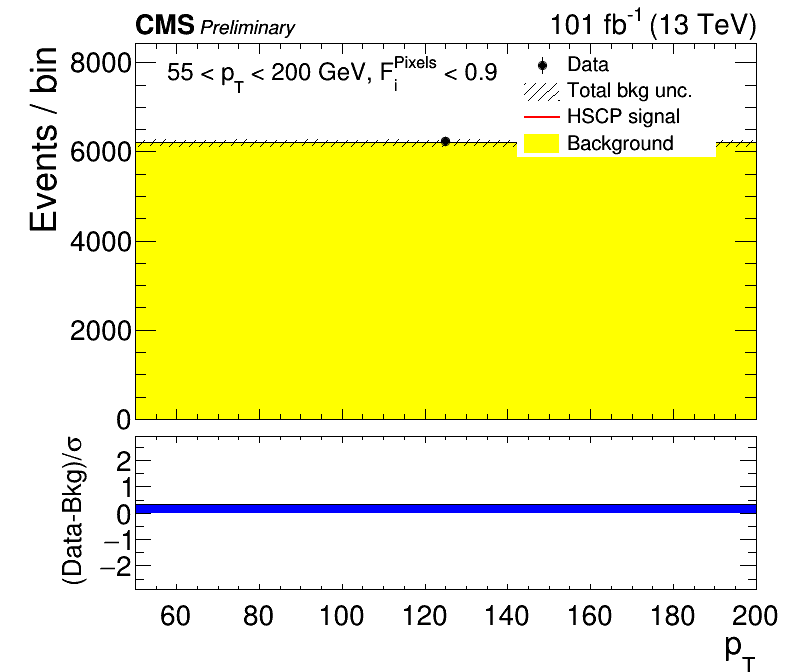 CMS Preliminary 101 fb⁻¹ (13 TeV)
55 < p_T < 200 GeV, F_i^Pixels < 0.9
Data
Total bkg unc.
HSCP signal
Background
Events / bin
8000
6000
4000
2000
0
(Data-Bkg)/σ
2
1
0
−1
−2
60 80 100 120 140 160 180 200
p_T